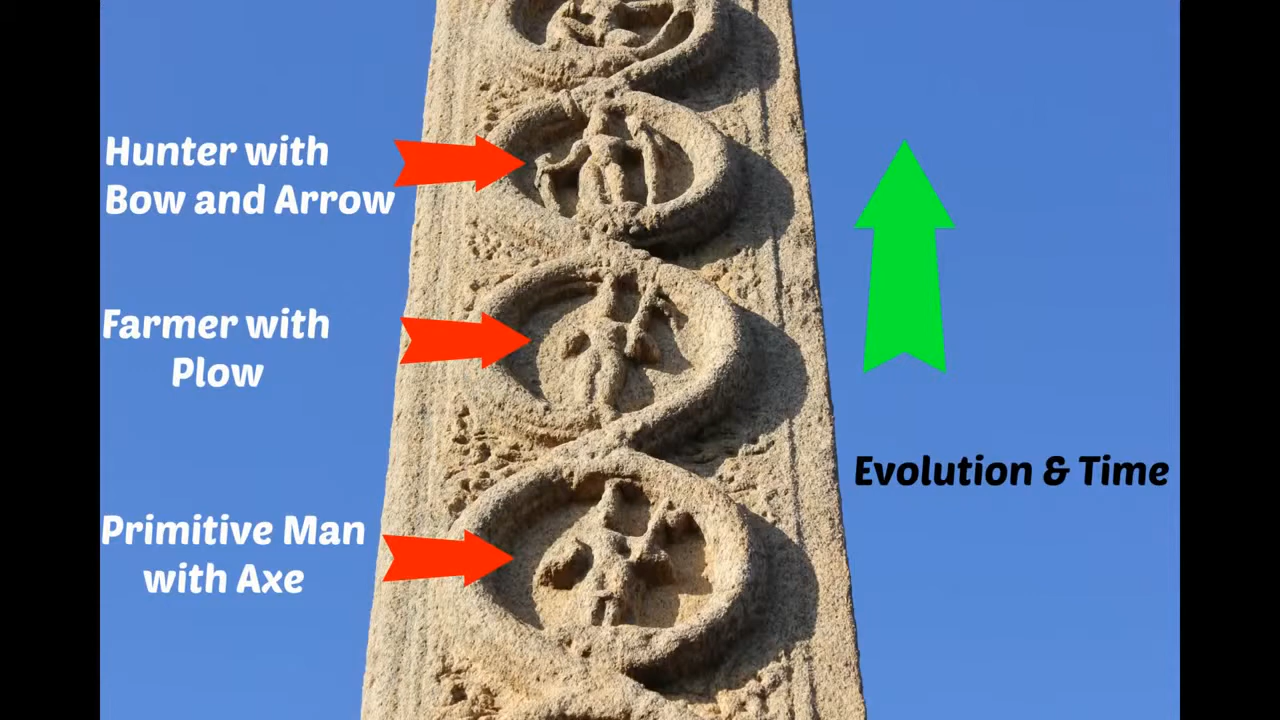 Hunter with
Bow and Arrow
Farmer with
Plow
Evolution & Time
Primitive Man
with Axe